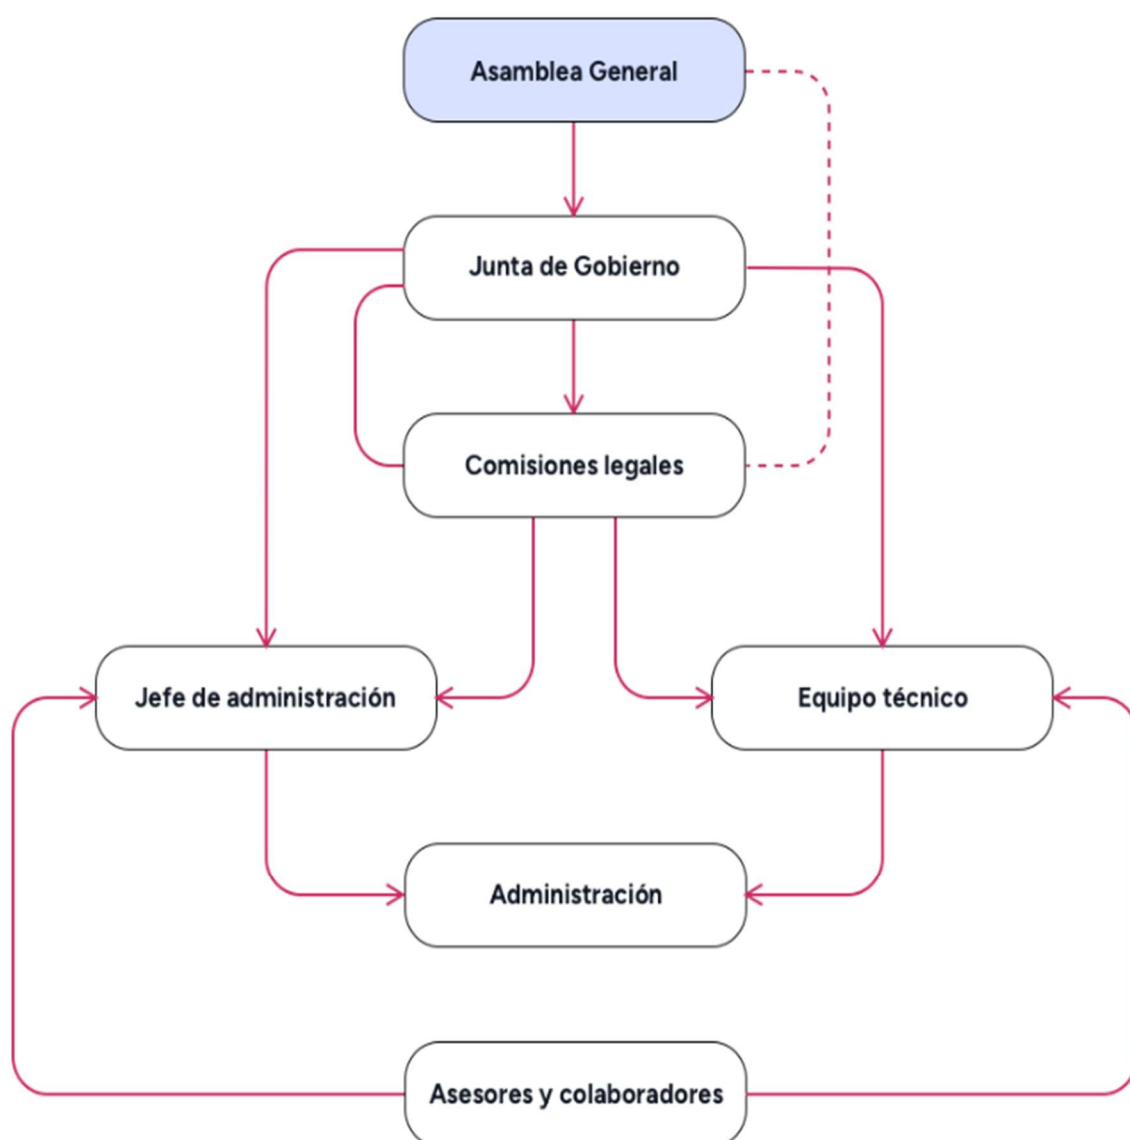 Asamblea General
Junta de Gobierno
Comisiones legales
Jefe de administración
Equipo técnico
Administración
Asesores y colaboradores